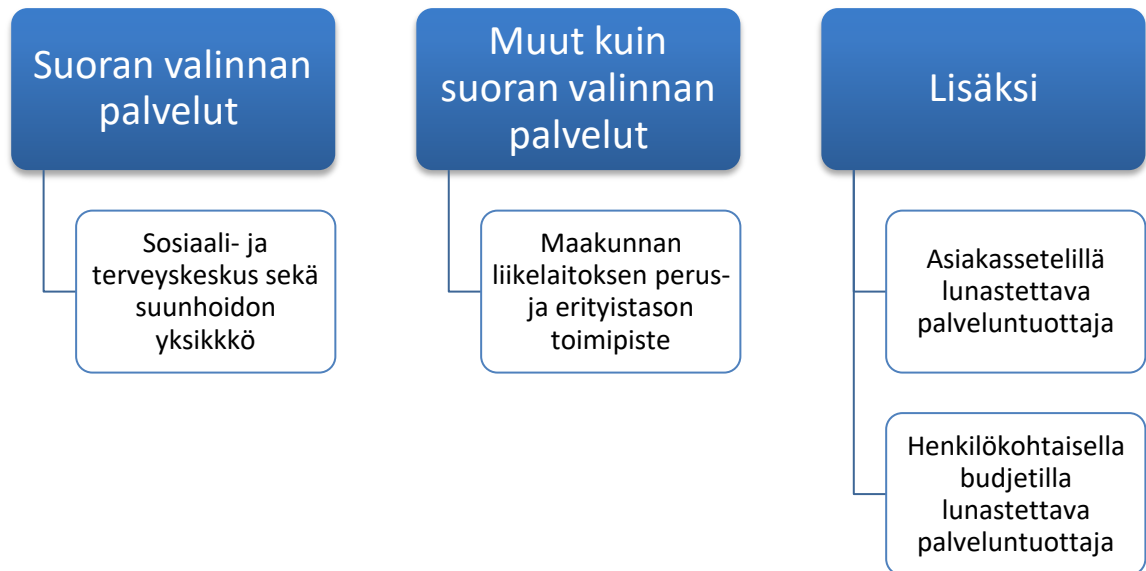 Suoran valinnan
palvelut
Sosiaali- ja
terveyskeskus sekä
suunhoidon
yksikkkö
Muut kuin
suoran valinnan
palvelut
Maakunnan
liikelaitoksen perus-
ja erityistason
toimipiste
Lisäksi
Asiakassetelillä
lunastettava
palveluntuottaja
Henkilökohtaisella
budjetilla
lunastettava
palveluntuottaja